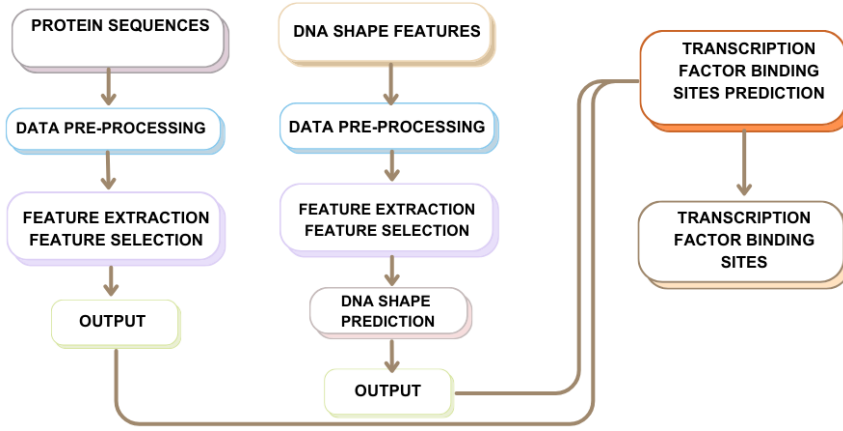 PROTEIN SEQUENCES
DATA PRE-PROCESSING
FEATURE EXTRACTION
FEATURE SELECTION
OUTPUT
DNA SHAPE FEATURES
DATA PRE-PROCESSING
FEATURE EXTRACTION
FEATURE SELECTION
DNA SHAPE
PREDICTION
OUTPUT
TRANSCRIPTION
FACTOR BINDING
SITES PREDICTION
TRANSCRIPTION
FACTOR BINDING
SITES